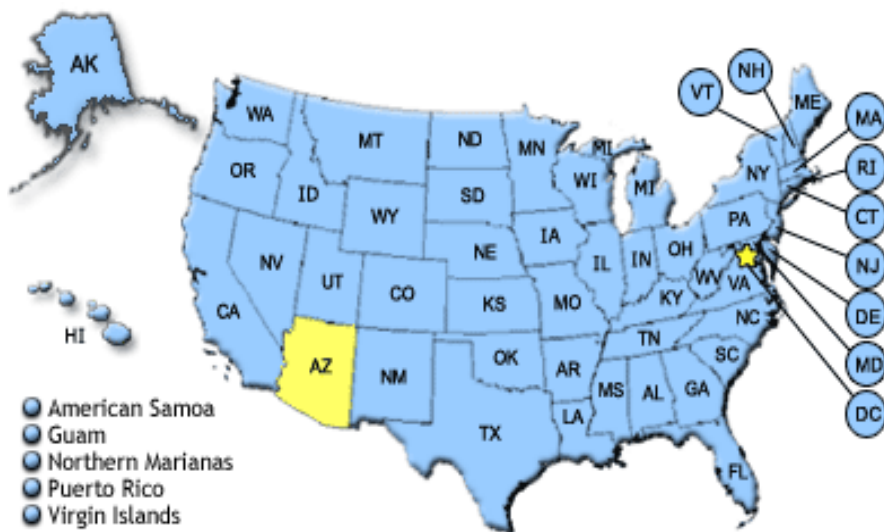 AK
NH
VT
ME
WA
MA
MT
ND
MN
MI
OR
WI
MI
NY
RI
ID
SD
WY
CT
PA
IA
NE
OH
NV
IL
IN
NJ
UT
WV
VA
CO
CA
KS
MO
KY
DE
NC
HI
TN
AZ
OK
SC
MD
NM
AR
MS
AL
GA
DC
American Samoa
LA
Guam
TX
Northern Marianas
FL
Puerto Rico
Virgin Islands